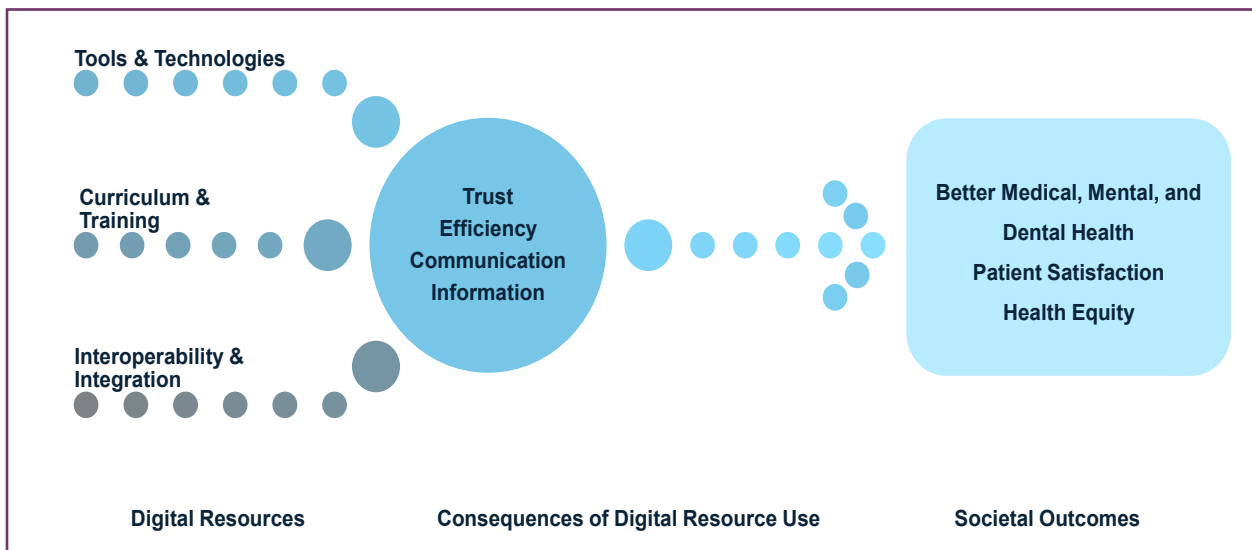 Tools & Technologies
Curriculum &
Training
Interoperability &
Integration
Trust
Efficiency
Communication
Information
Better Medical, Mental, and
Dental Health
Patient Satisfaction
Health Equity
Digital Resources
Consequences of Digital Resource Use
Societal Outcomes